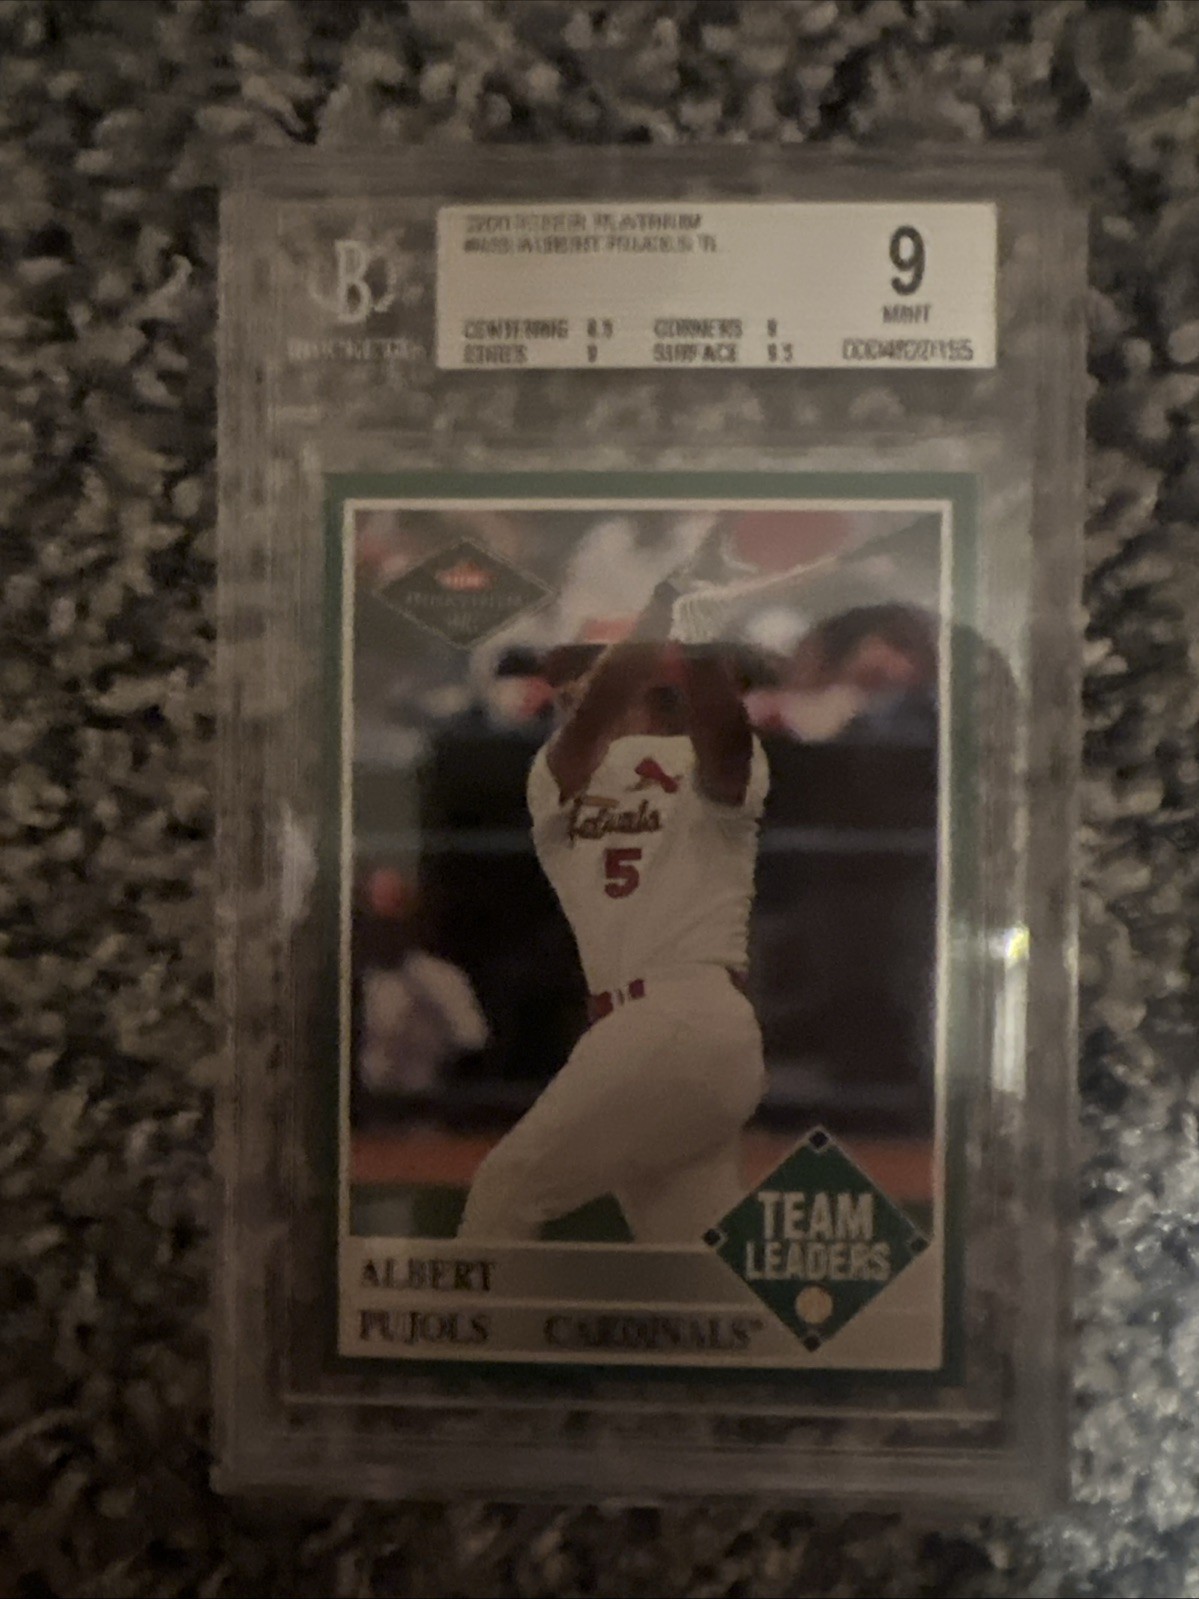 B
FLEER PLATINUM
ALBERT PUJOLS TL
9
MINT
CENTERING 8.5 CORNERS 9
EDGES 9 SURFACE 9.5
BECKETT
Cardinals
5
TEAM
LEADERS
ALBERT
PUJOLS CARDINALS